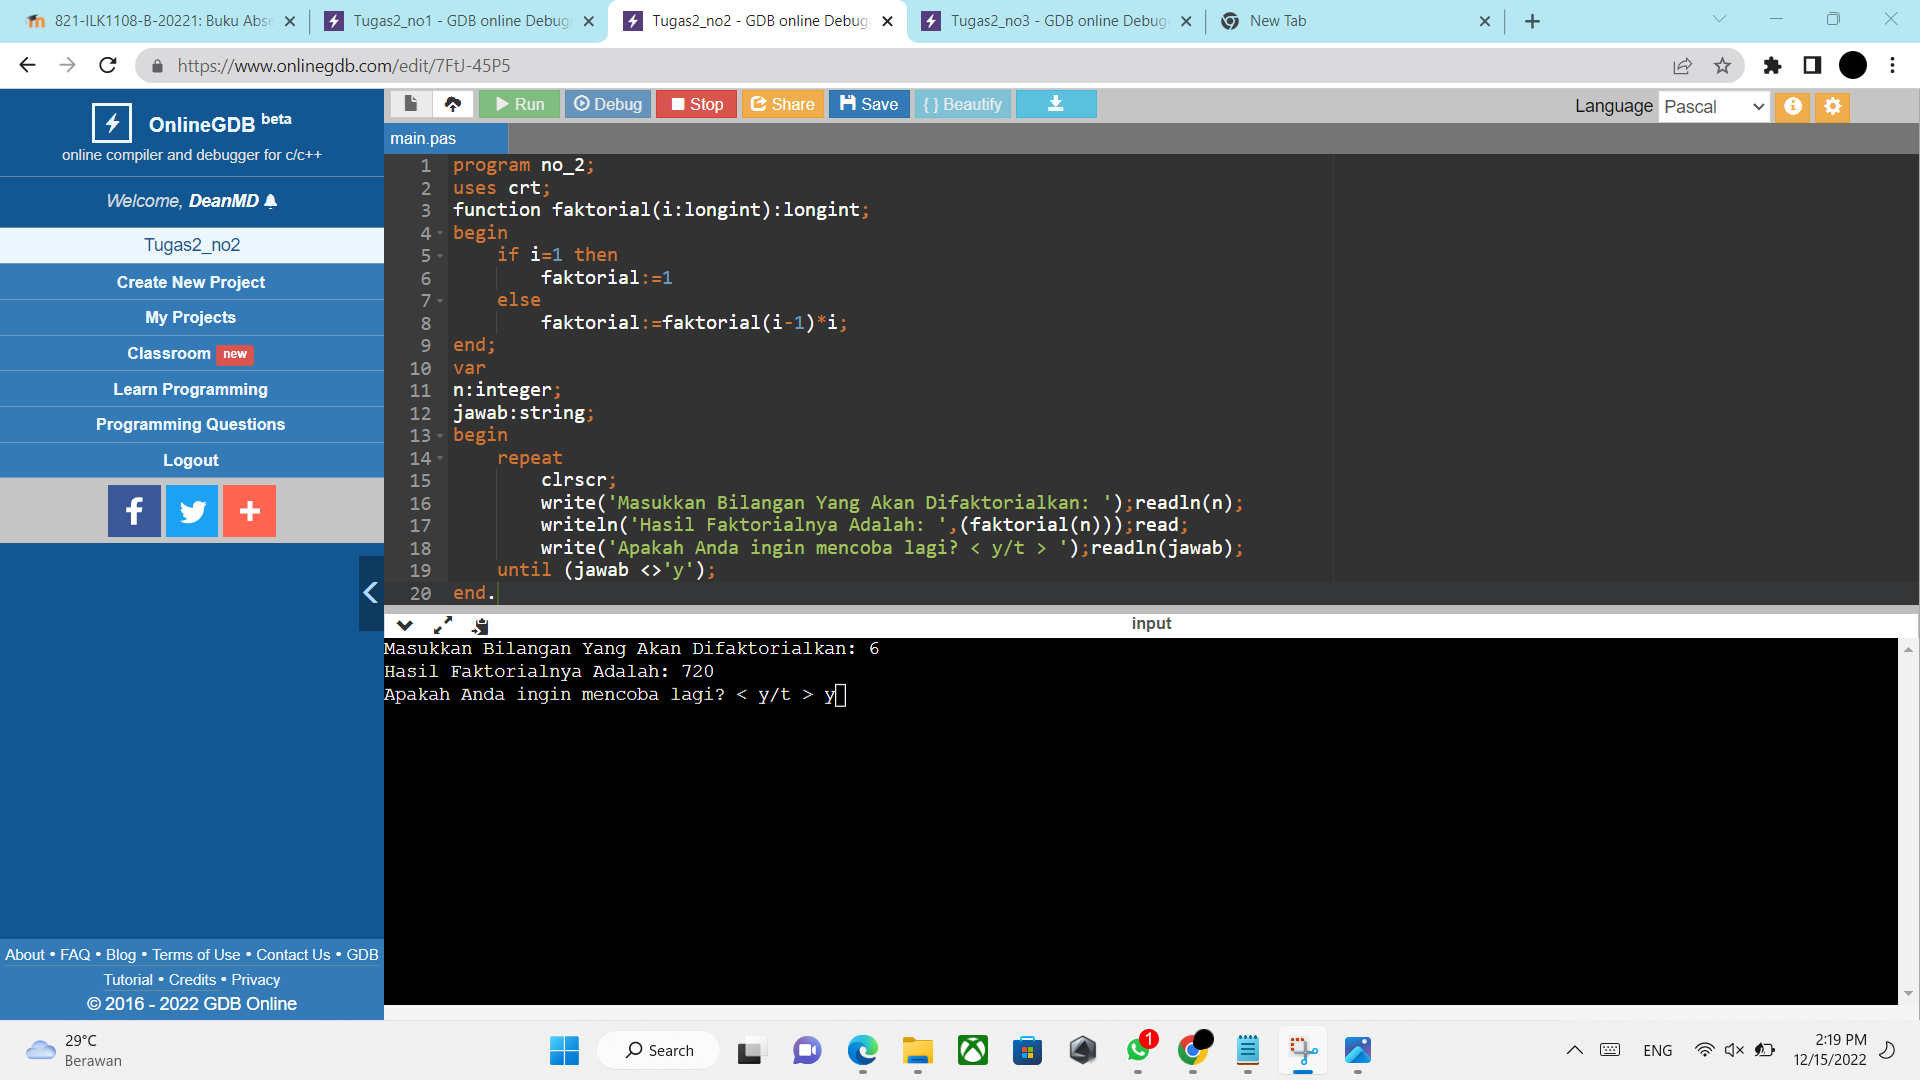 821-ILK1108-B-20221: Buku Abse
Tugas2_no1 - GDB online Debug
Tugas2_no2 - GDB online Debug
Tugas2_no3 - GDB online Debug
New Tab
https://www.onlinegdb.com/edit/7FtJ-45P5
OnlineGDB beta
online compiler and debugger for c/c++
Welcome, DeanMD
Tugas2_no2
Create New Project
My Projects
Classroom new
Learn Programming
Programming Questions
Logout
Run
Debug
Stop
Share
Save
{ } Beautify
Language Pascal
main.pas
1 program no_2;
2 uses crt;
3 function faktorial(i:longint):longint;
4 begin
5 if i=1 then
6 faktorial:=1
7 else
8 faktorial:=faktorial(i-1)*i;
9 end;
10 var
11 n:integer;
12 jawab:string;
13 begin
14 repeat
15 clrscr;
16 write('Masukkan Bilangan Yang Akan Difaktorialkan: ');readln(n);
17 writeln('Hasil Faktorialnya Adalah: ',(faktorial(n)));read;
18 write('Apakah Anda ingin mencoba lagi? < y/t > ');readln(jawab);
19 until (jawab <>'y');
20 end.
input
Masukkan Bilangan Yang Akan Difaktorialkan: 6
Hasil Faktorialnya Adalah: 720
Apakah Anda ingin mencoba lagi? < y/t > y
About • FAQ • Blog • Terms of Use • Contact Us • GDB
Tutorial • Credits • Privacy
© 2016 - 2022 GDB Online
29°C
Berawan
Search
1
ENG
2:19 PM
12/15/2022